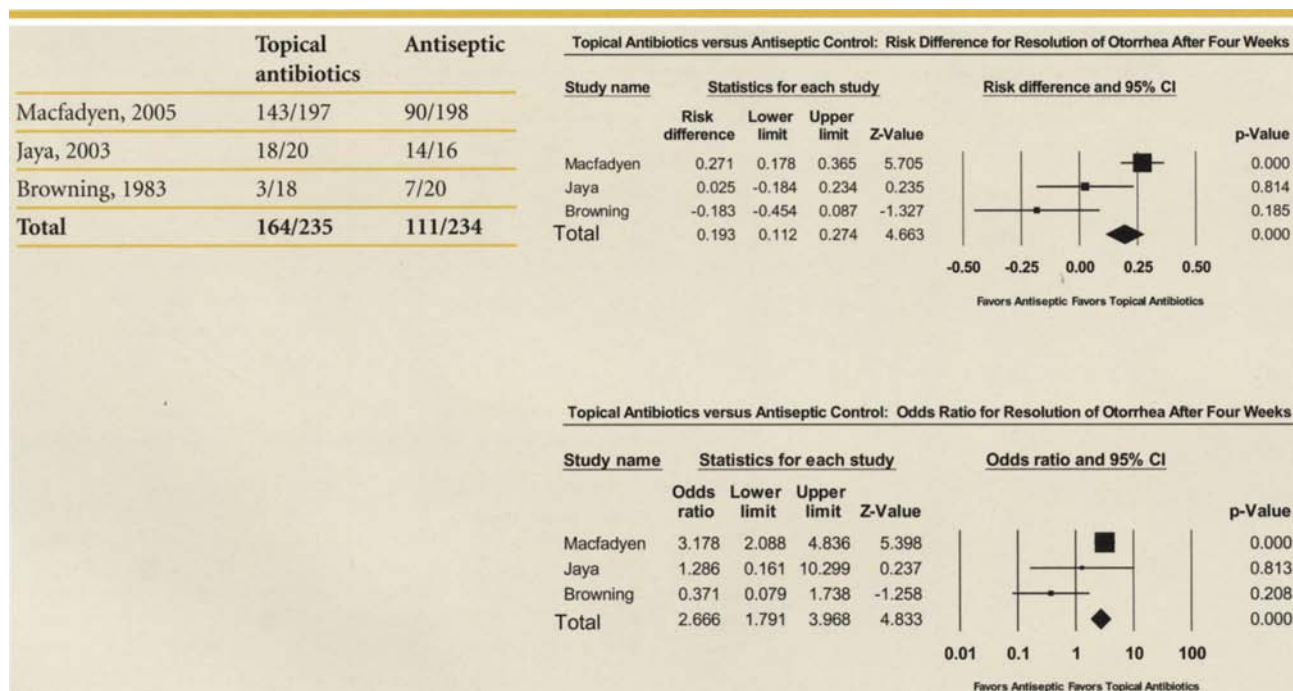 Topical antibiotics Antiseptic
Macfadyen, 2005 143/197 90/198
Jaya, 2003 18/20 14/16
Browning, 1983 3/18 7/20
Total 164/235 111/234
Topical Antibiotics versus Antiseptic Control: Risk Difference for Resolution of Otorrhea After Four Weeks
Study name Statistics for each study Risk difference and 95% CI
Risk difference Lower limit Upper limit Z-Value p-Value
Macfadyen 0.271 0.178 0.365 5.705 0.000
Jaya 0.025 -0.184 0.234 0.235 0.814
Browning -0.183 -0.454 0.087 -1.327 0.185
Total 0.193 0.112 0.274 4.663 0.000
-0.50 -0.25 0.00 0.25 0.50
Favors Antiseptic Favors Topical Antibiotics
Topical Antibiotics versus Antiseptic Control: Odds Ratio for Resolution of Otorrhea After Four Weeks
Study name Statistics for each study Odds ratio and 95% CI
Odds ratio Lower limit Upper limit Z-Value p-Value
Macfadyen 3.178 2.088 4.836 5.398 0.000
Jaya 1.286 0.161 10.299 0.237 0.813
Browning 0.371 0.079 1.738 -1.258 0.208
Total 2.666 1.791 3.968 4.833 0.000
0.01 0.1 1 10 100
Favors Antiseptic Favors Topical Antibiotics